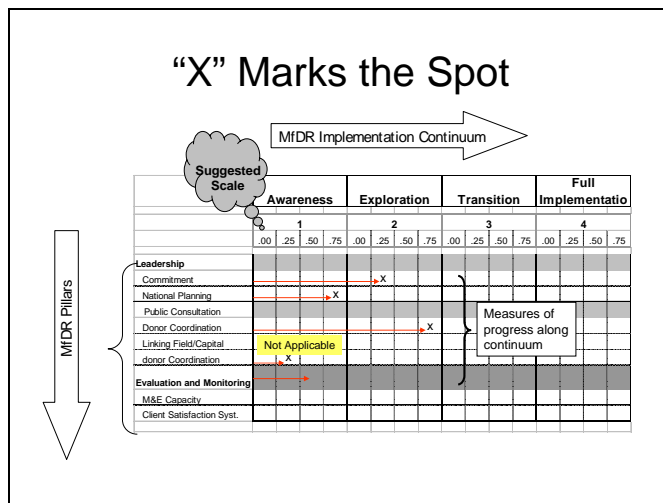 “X” Marks the Spot
MfDR Implementation Continuum
Suggested
Scale
Awareness Exploration Transition Full
Implementatio
1 2 3 4
.00 .25 .50 .75 .00 .25 .50 .75 .00 .25 .50 .75 .00 .25 .50 .75
MfDR Pillars
Leadership
Commitment X
National Planning X
Public Consultation
Donor Coordination X
Linking Field/Capital Not Applicable
donor Coordination X
Evaluation and Monitoring
M&E Capacity
Client Satisfaction Syst.
Measures of
progress along
continuum